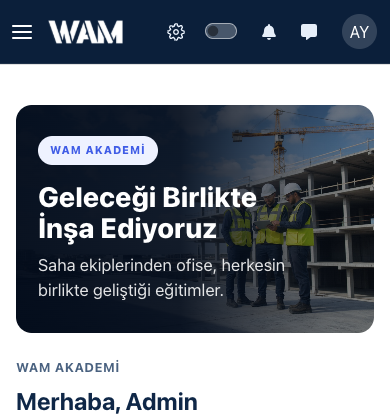 WAM
AY
WAM AKADEMİ
Geleceği Birlikte
İnşa Ediyoruz
Saha ekiplerinden ofise, herkesin
birlikte geliştiği eğitimler.
WAM AKADEMİ
Merhaba, Admin